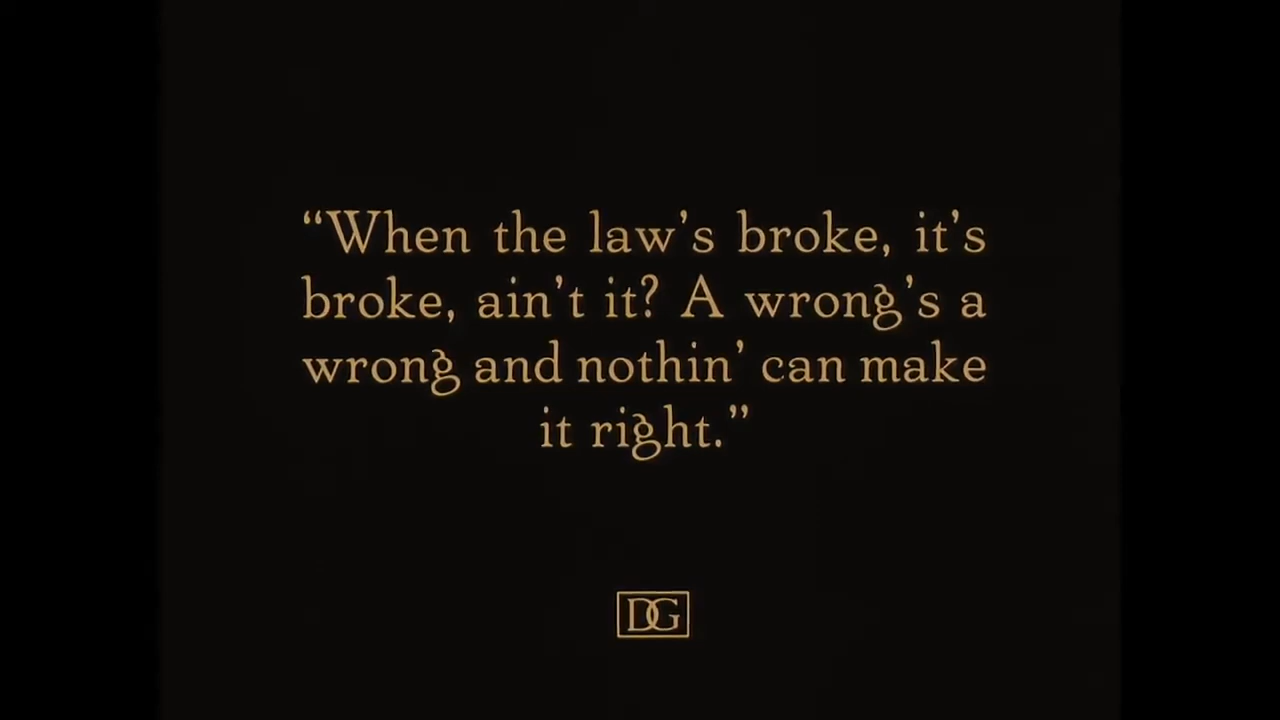 “When the law’s broke, it’s
broke, ain’t it? A wrong’s a
wrong and nothin’ can make
it right.”
DG